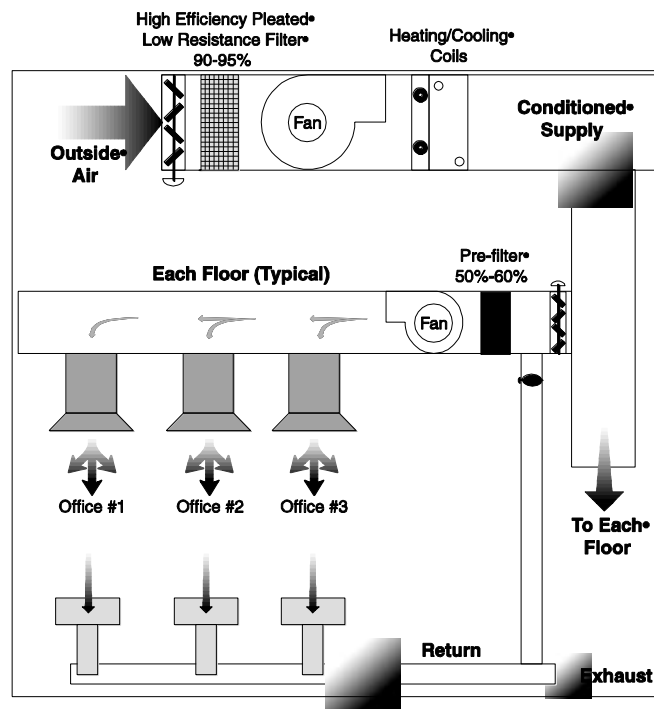 High Efficiency Pleated•
Low Resistance Filter•
90-95%
Heating/Cooling•
Coils
Fan
Conditioned•
Supply
Outside•
Air
Each Floor (Typical)
Pre-filter•
50%-60%
Fan
Office #1
Office #2
Office #3
To Each•
Floor
Return
Exhaust